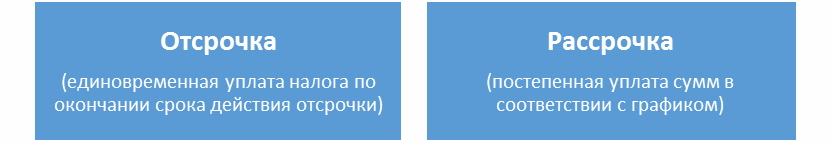 Отсрочка
(единовременная уплата налога по
окончании срока действия отсрочки)
Рассрочка
(постепенная уплата сумм в
соответствии с графиком)